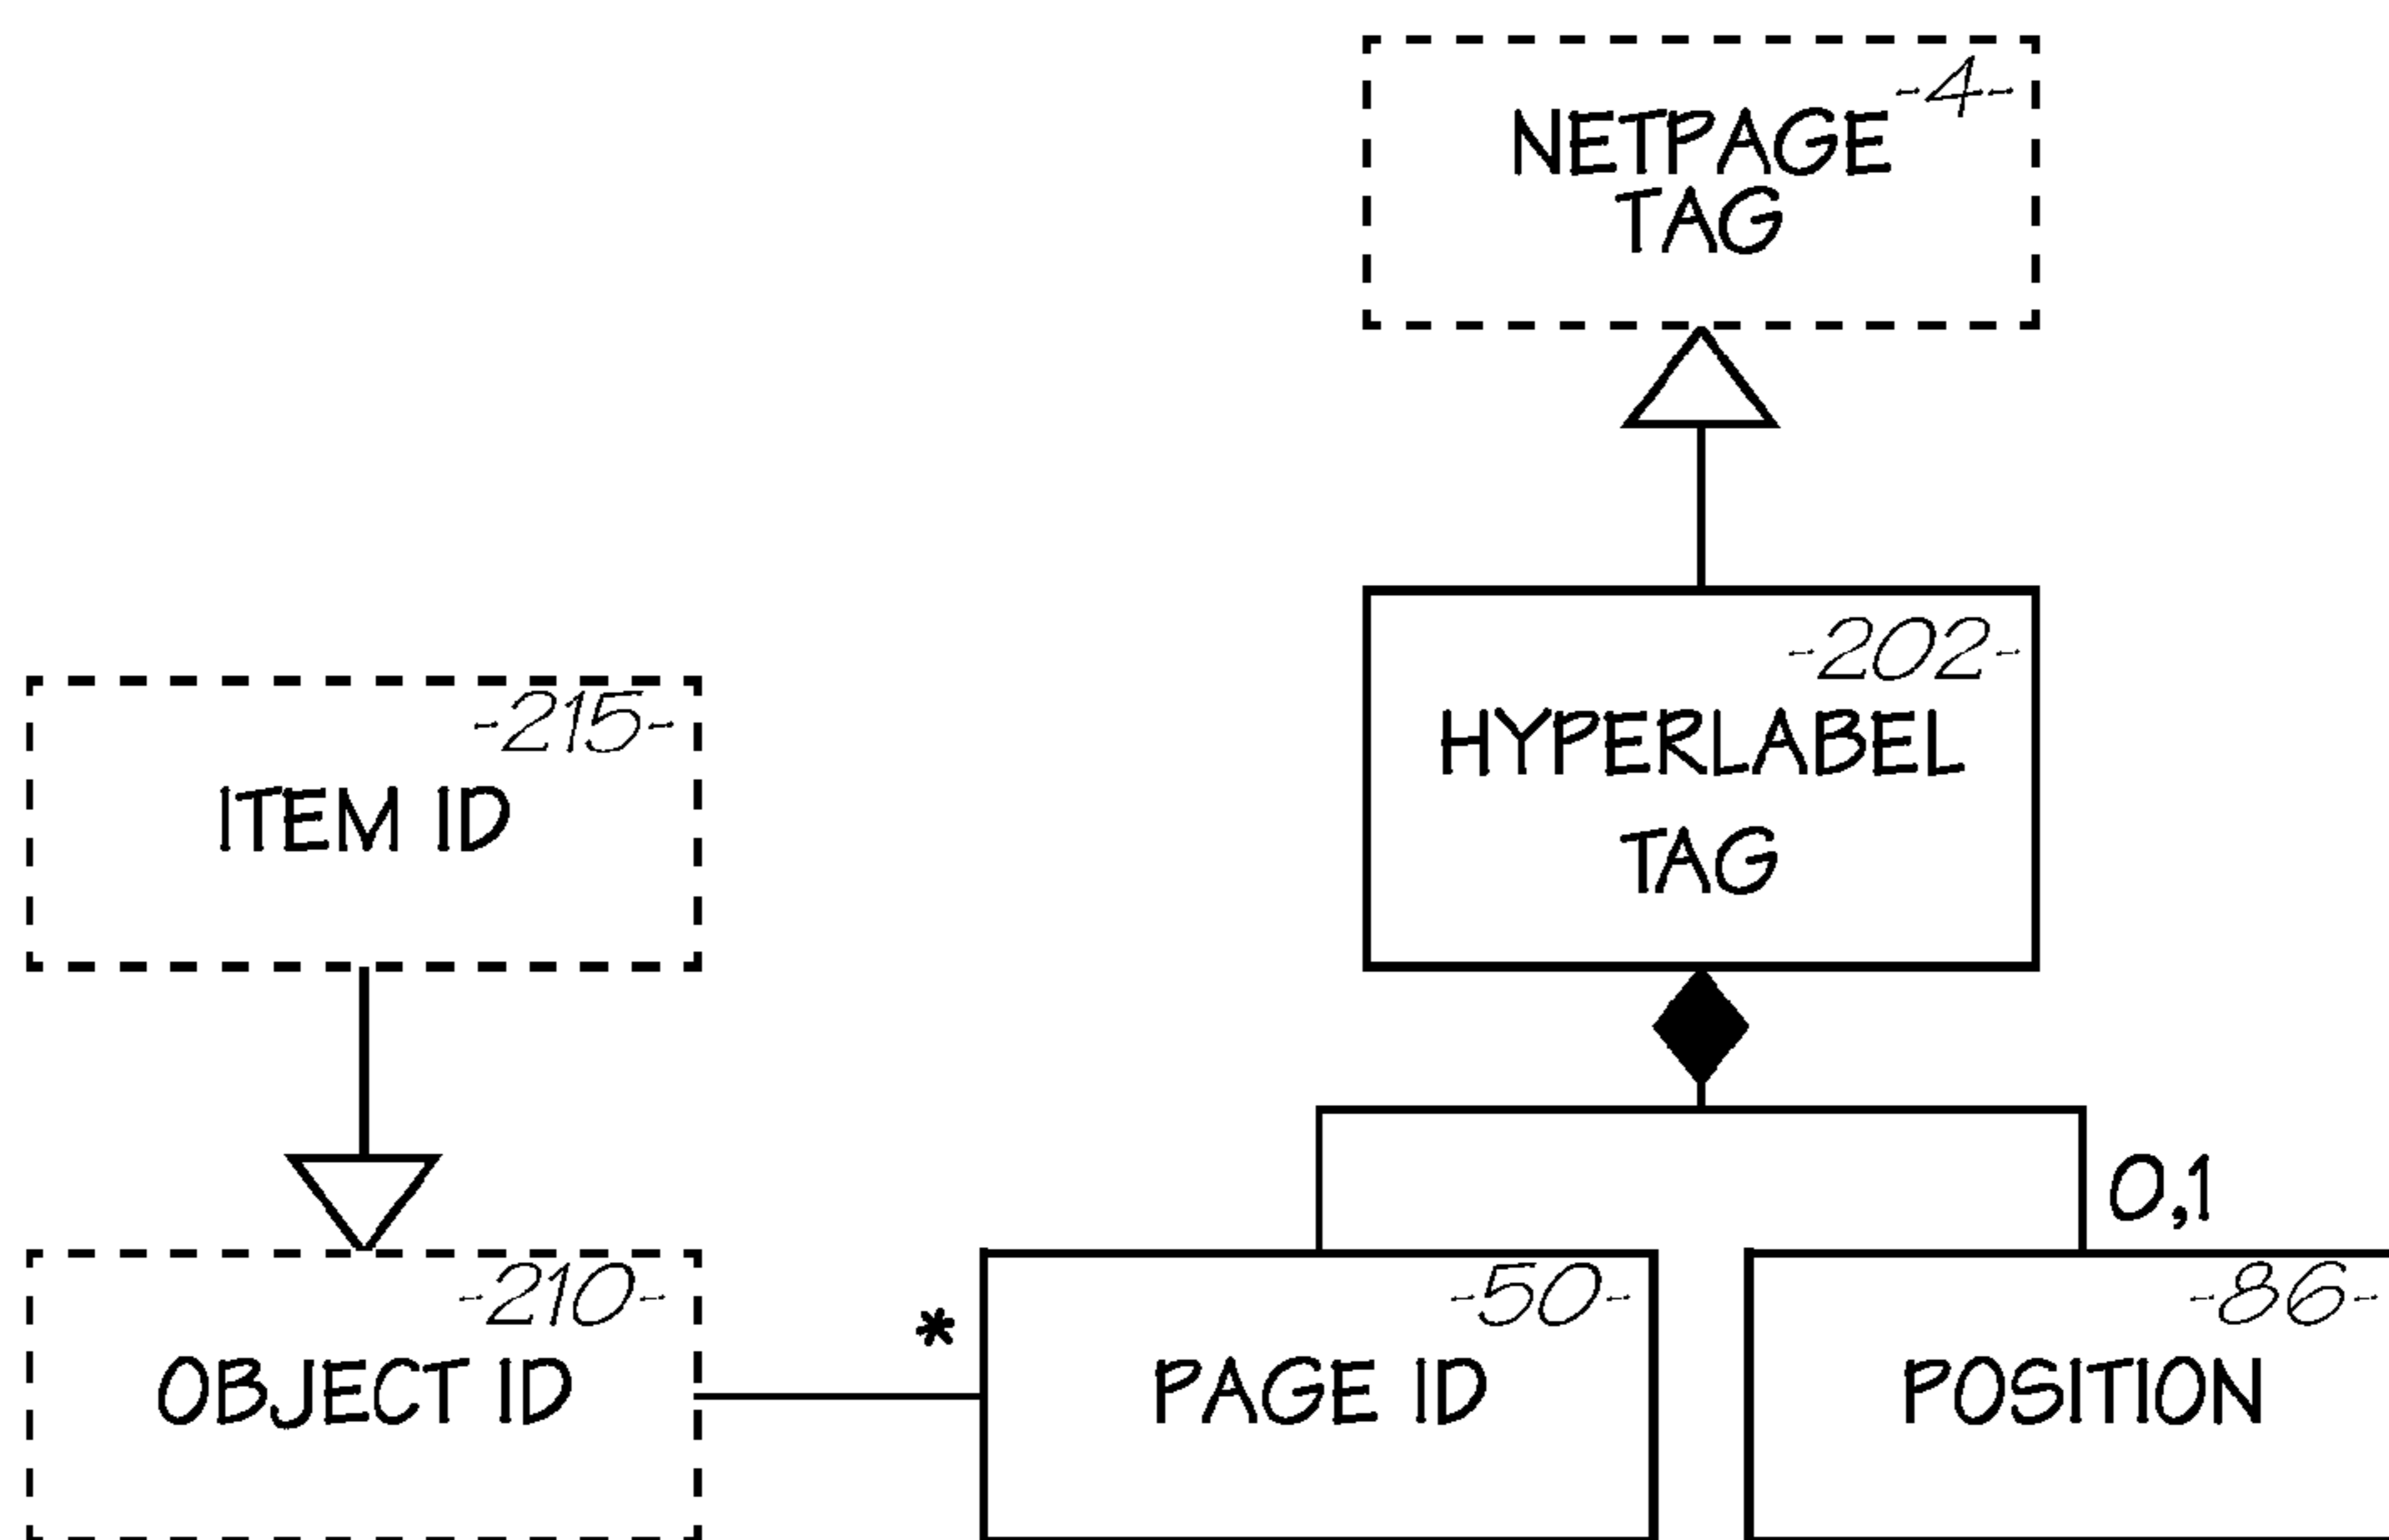 -4-
NETPAGE
TAG
-202-
HYPERLABEL
TAG
-215-
ITEM ID
0,1
-210-
OBJECT ID
*
-50-
PAGE ID
-86-
POSITION